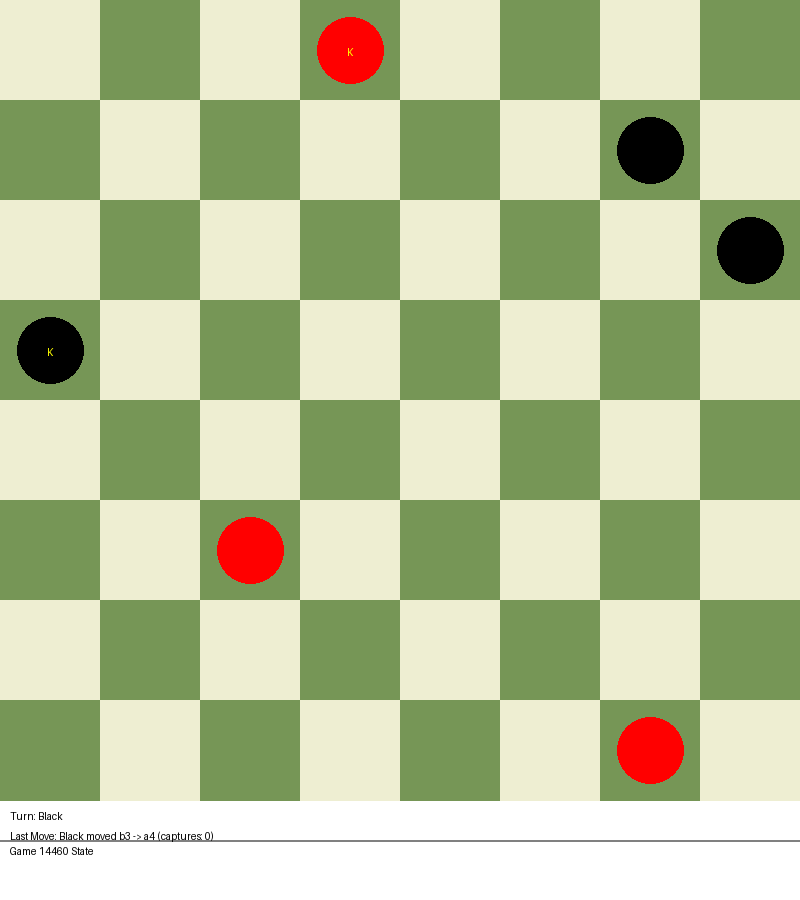 K
K
Turn: Black
Last Move: Black moved b3 -> a4 (captures: 0)
Game 14460 State